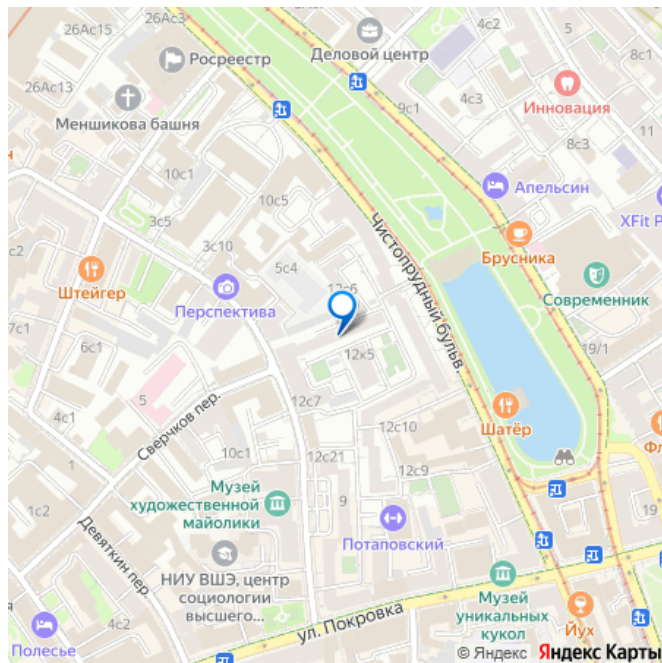 26Ас3
4с2
5
Деловой центр
26Ас15
Росреестр
26Ас13
9с1
4с3
Инновация
Меншикова башня
8с3
10с1
10с5
Апельсин
3с5
XFit P
Чистопрудный бульв.
3с10
Брусника
5с4
12с6
Штейгер
Современник
Перспектива
7с1
6с1
12к5
19/1
5
Сверчков пер.
4с1
12с7
Шатёр
12с10
Фл
1
12с21
12с9
Музей
художественной
майолики
9
19
1с2
Девяткин пер.
Потаповский
НИУ ВШЭ, центр
социологии
высшего...
Музей
уникальных
кукол
ул. Покровка
Йух
4с2
Полесье
© Яндекс Яндекс Карты